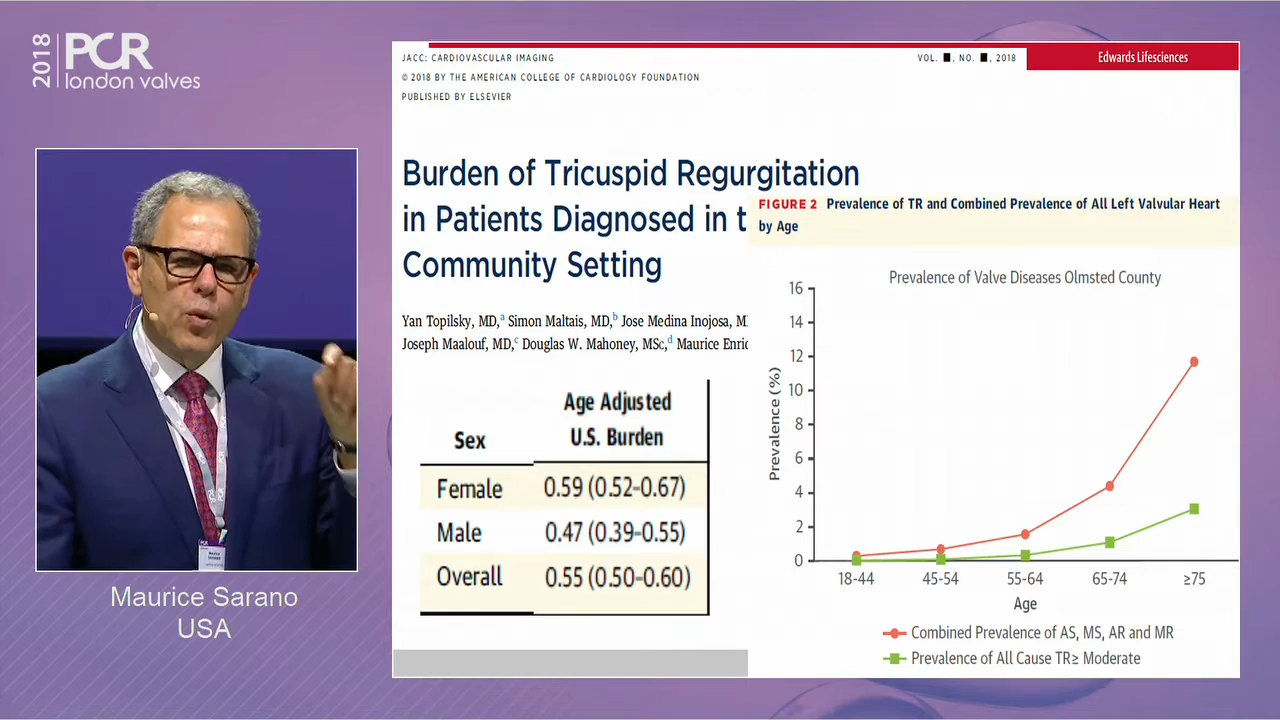 2018
PCR
london valves
Maurice Sarano
USA
JACC: CARDIOVASCULAR IMAGING
VOL. ■, NO. ■, 2018
© 2018 BY THE AMERICAN COLLEGE OF CARDIOLOGY FOUNDATION
PUBLISHED BY ELSEVIER
Edwards Lifesciences
Burden of Tricuspid Regurgitation
in Patients Diagnosed in t
Community Setting
Yan Topilsky, MD,a Simon Maltais, MD,b Jose Medina Inojosa, M
Joseph Maalouf, MD,c Douglas W. Mahoney, MSc,d Maurice Enric
Sex
Age Adjusted
U.S. Burden
Female 0.59 (0.52-0.67)
Male 0.47 (0.39-0.55)
Overall 0.55 (0.50-0.60)
FIGURE 2 Prevalence of TR and Combined Prevalence of All Left Valvular Heart
by Age
Prevalence of Valve Diseases Olmsted County
Prevalence (%)
16
14
12
10
8
6
4
2
0
18-44 45-54 55-64 65-74 ≥75
Age
Combined Prevalence of AS, MS, AR and MR
Prevalence of All Cause TR≥ Moderate